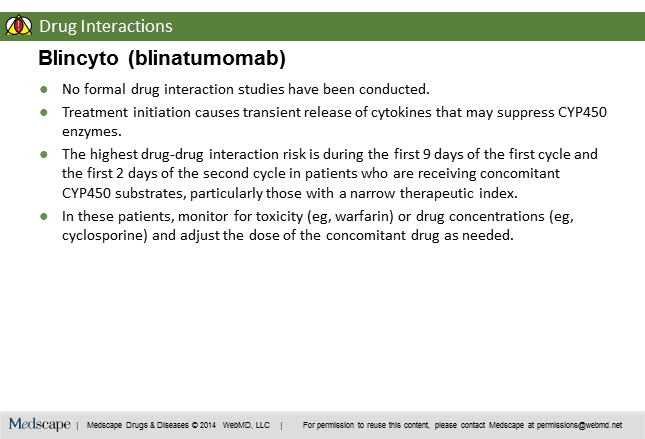 Drug Interactions
Blincyto (blinatumomab)
● No formal drug interaction studies have been conducted.
● Treatment initiation causes transient release of cytokines that may suppress CYP450
enzymes.
● The highest drug-drug interaction risk is during the first 9 days of the first cycle and
the first 2 days of the second cycle in patients who are receiving concomitant
CYP450 substrates, particularly those with a narrow therapeutic index.
● In these patients, monitor for toxicity (eg, warfarin) or drug concentrations (eg,
cyclosporine) and adjust the dose of the concomitant drug as needed.
Medscape | Medscape Drugs & Diseases © 2014 WebMD, LLC | For permission to reuse this content, please contact Medscape at permissions@webmd.net